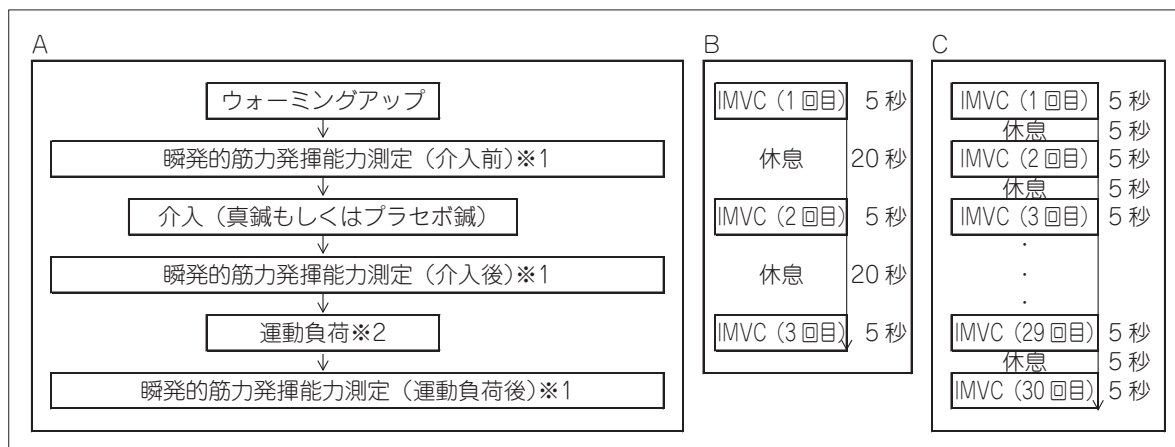 A
ウォーミングアップ
瞬発的筋力発揮能力測定（介入前）※1
介入（真鍼もしくはプラセボ鍼）
瞬発的筋力発揮能力測定（介入後）※1
運動負荷※2
瞬発的筋力発揮能力測定（運動負荷後）※1
B
IMVC（1回目） 5秒
休息 20秒
IMVC（2回目） 5秒
休息 20秒
IMVC（3回目） 5秒
C
IMVC（1回目） 5秒
休息 5秒
IMVC（2回目） 5秒
休息 5秒
IMVC（3回目） 5秒
・
・
・
IMVC（29回目） 5秒
休息 5秒
IMVC（30回目） 5秒